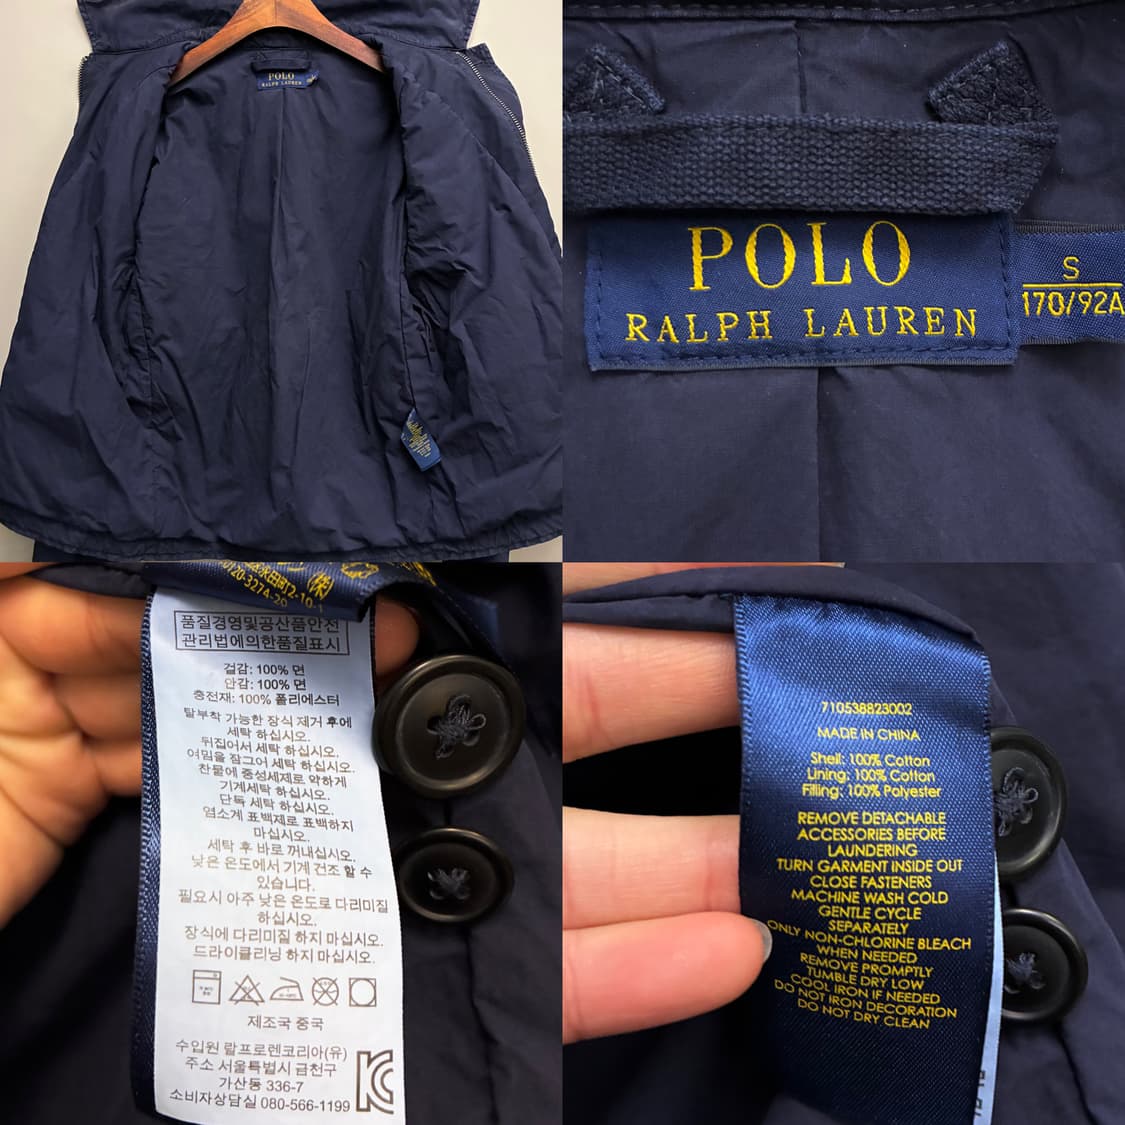 POLO
RALPH LAUREN
POLO
RALPH LAUREN
S
170/92A
0120-3274-20
품질경영및공산품안전
관리법에의한품질표시
겉감: 100% 면
안감: 100% 면
충전재: 100% 폴리에스터
탈부착 가능한 장식 제거 후에
세탁 하십시오.
뒤집어서 세탁 하십시오.
여밈을 잠그어 세탁 하십시오.
찬물에 중성세제로 약하게
기계세탁 하십시오.
단독 세탁 하십시오.
염소계 표백제로 표백하지
마십시오.
세탁 후 바로 꺼내십시오.
낮은 온도에서 기계 건조 할 수
있습니다.
필요시 아주 낮은 온도로 다리미질
하십시오.
장식에 다리미질 하지 마십시오.
드라이클리닝 하지 마십시오.
제조국 중국
수입원 랄프로렌코리아(유)
주소 서울특별시 금천구
가산동 336-7
소비자상담실 080-566-1199
710538823002
MADE IN CHINA
Shell: 100% Cotton
Lining: 100% Cotton
Filling: 100% Polyester
REMOVE DETACHABLE
ACCESSORIES BEFORE
LAUNDERING
TURN GARMENT INSIDE OUT
CLOSE FASTENERS
MACHINE WASH COLD
GENTLE CYCLE
SEPARATELY
ONLY NON-CHLORINE BLEACH
WHEN NEEDED
REMOVE PROMPTLY
TUMBLE DRY LOW
COOL IRON IF NEEDED
DO NOT IRON DECORATION
DO NOT DRY CLEAN